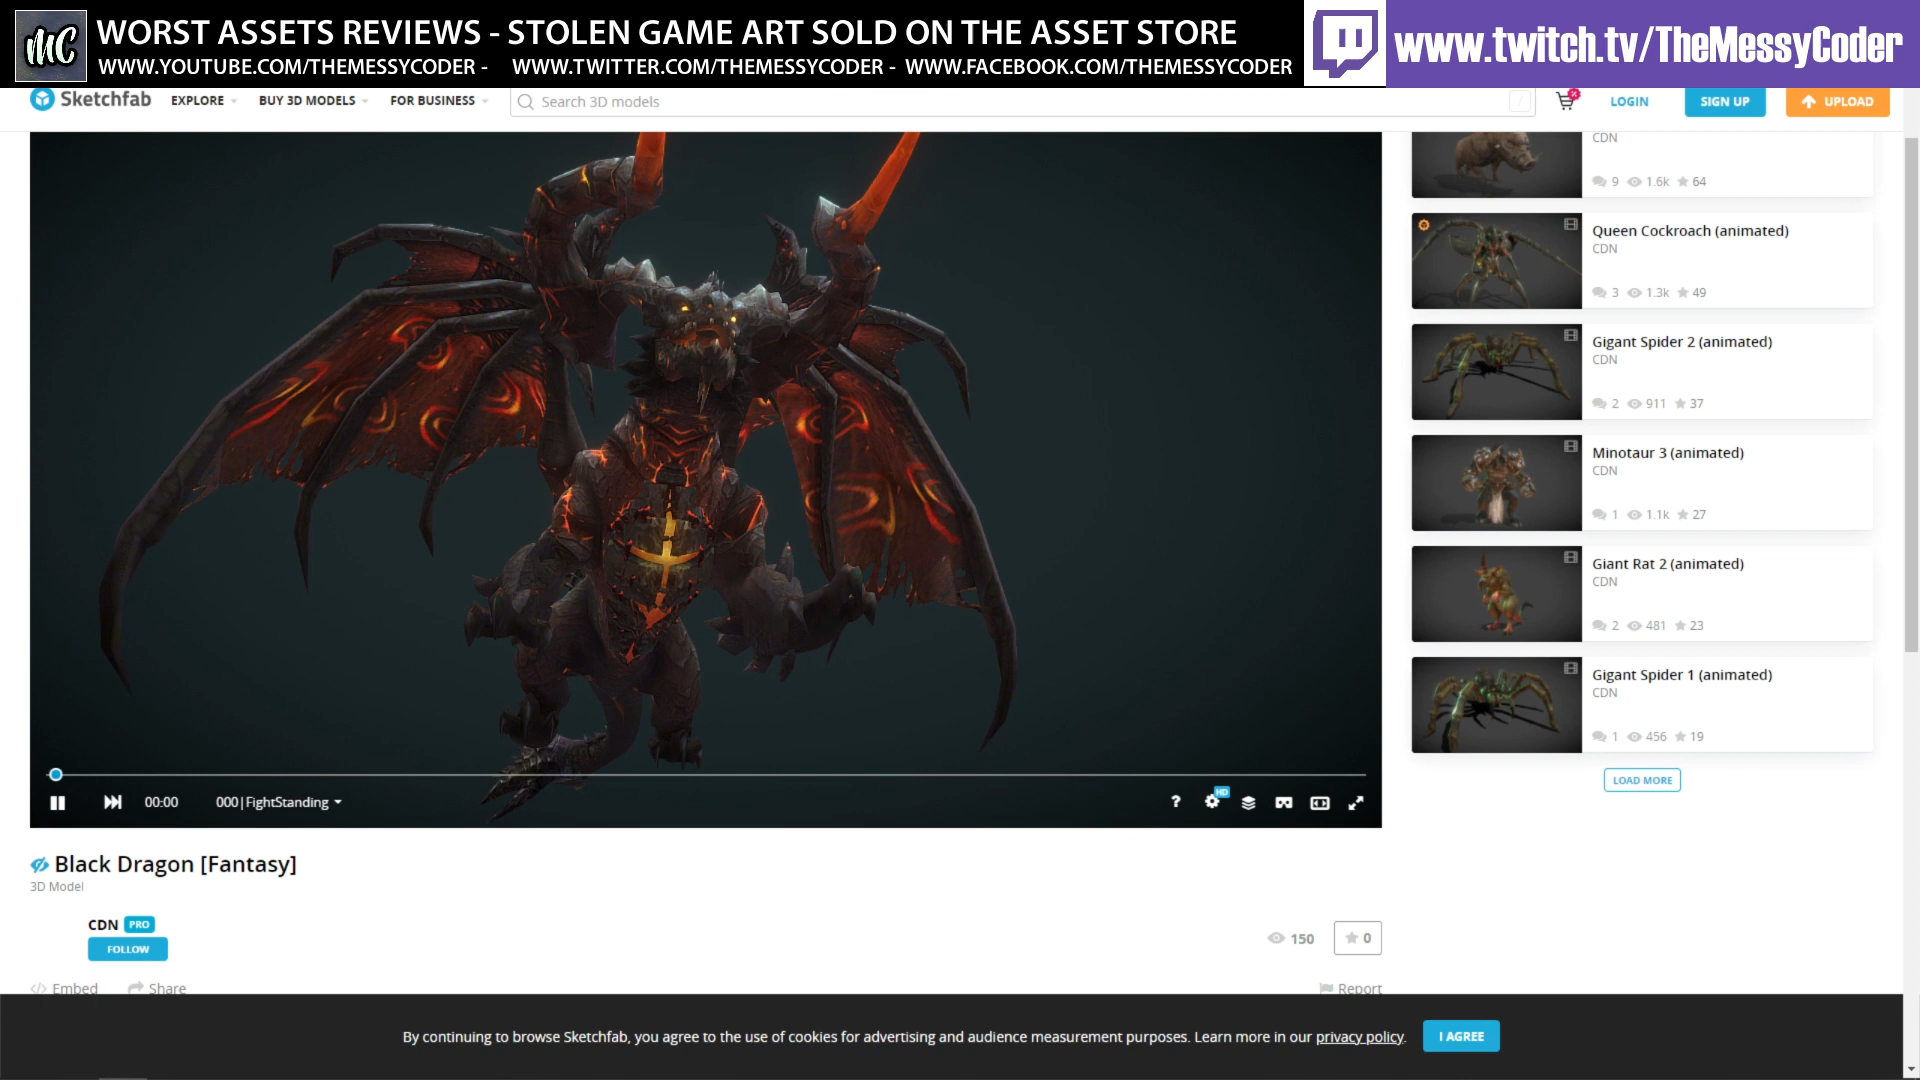 MC
WORST ASSETS REVIEWS - STOLEN GAME ART SOLD ON THE ASSET STORE
WWW.YOUTUBE.COM/THEMESSYCODER - WWW.TWITTER.COM/THEMESSYCODER - WWW.FACEBOOK.COM/THEMESSYCODER
www.twitch.tv/TheMessyCoder
Sketchfab
EXPLORE
BUY 3D MODELS
FOR BUSINESS
Search 3D models
/
LOGIN
SIGN UP
UPLOAD
CDN
9 1.6k 64
Queen Cockroach (animated)
CDN
3 1.3k 49
Gigant Spider 2 (animated)
CDN
2 911 37
Minotaur 3 (animated)
CDN
1 1.1k 27
Giant Rat 2 (animated)
CDN
2 481 23
Gigant Spider 1 (animated)
CDN
1 456 19
LOAD MORE
00:00
000|FightStanding
?
HD
Black Dragon [Fantasy]
3D Model
CDN PRO
FOLLOW
150
0
Embed
Share
Report
By continuing to browse Sketchfab, you agree to the use of cookies for advertising and audience measurement purposes. Learn more in our privacy policy.
I AGREE